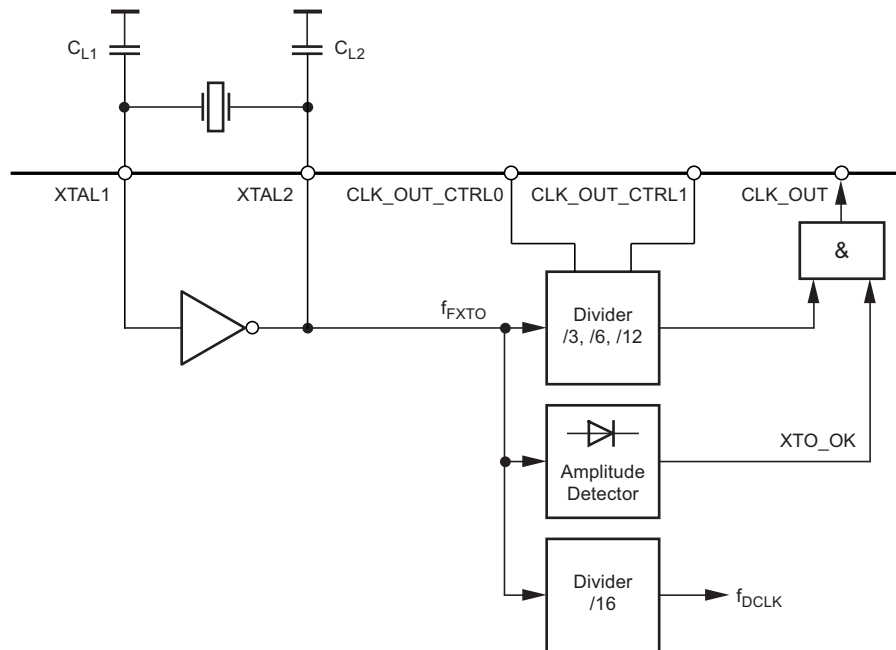 CL1
CL2
XTAL1
XTAL2
CLK_OUT_CTRL0
CLK_OUT_CTRL1
CLK_OUT
&
fFXTO
Divider
/3, /6, /12
XTO_OK
Amplitude
Detector
Divider
/16
fDCLK